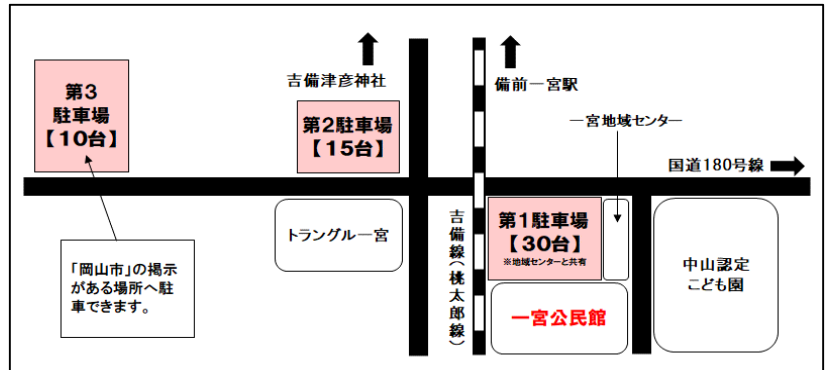 吉備津彦神社
備前一宮駅
第3
駐車場
【10台】
第2駐車場
【15台】
一宮地域センター
国道180号線
トラングル一宮
吉備線(桃太郎線)
第1駐車場
【30台】
※地域センターと共有
「岡山市」の掲示
がある場所へ駐
車できます。
一宮公民館
中山認定
こども園